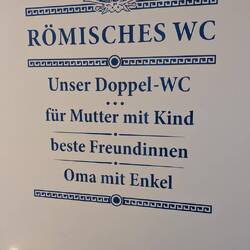 RÖMISCHES WC
Unser Doppel-WC
...
für Mutter mit Kind
beste Freundinnen
Oma mit Enkel